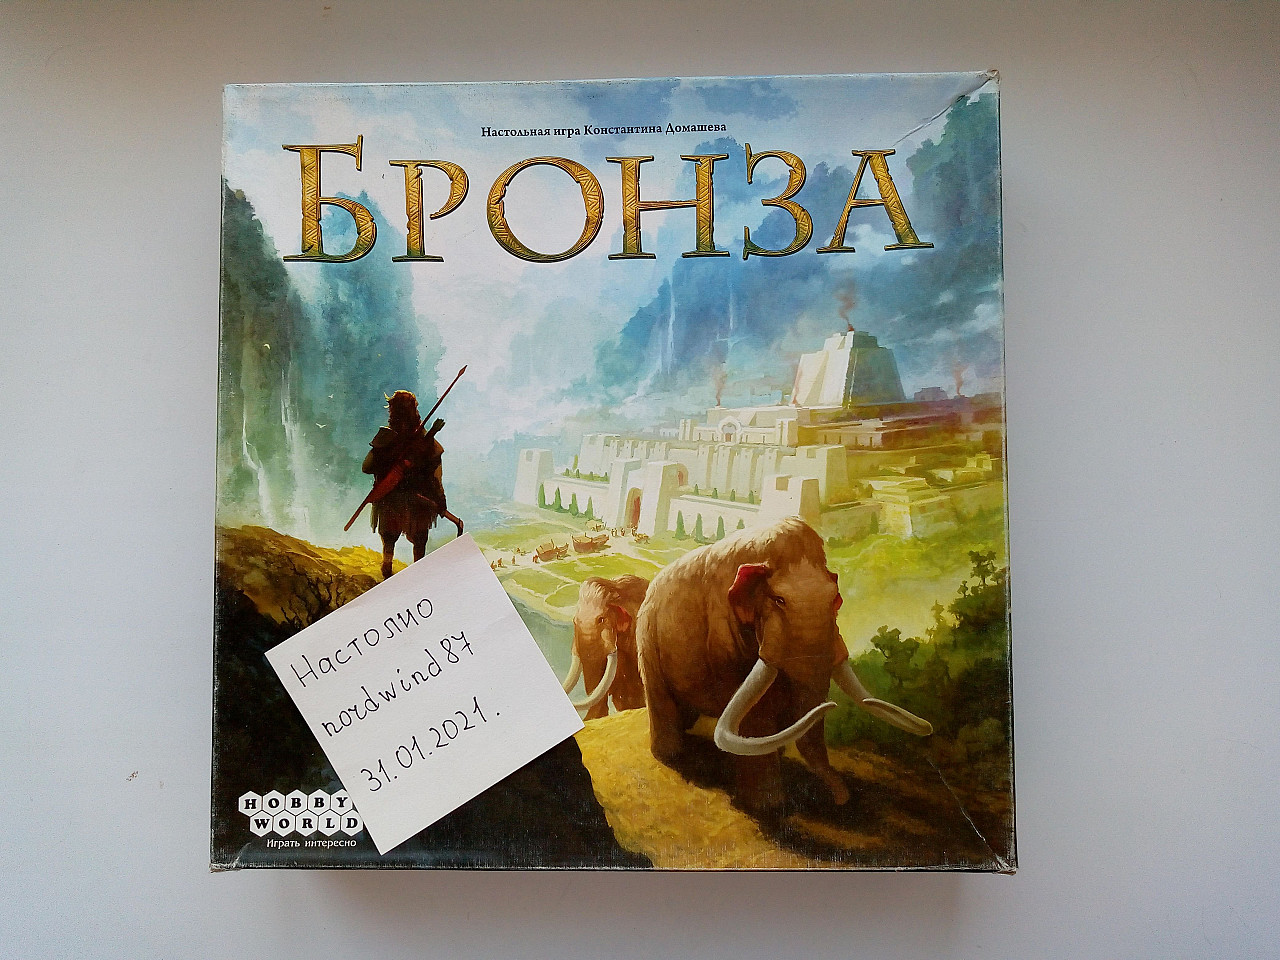 Настольная игра Константина Домашева
БРОНЗА
Настолио
nordwind87
31.01.2021.
HOBBY
WORLD
Играть интересно